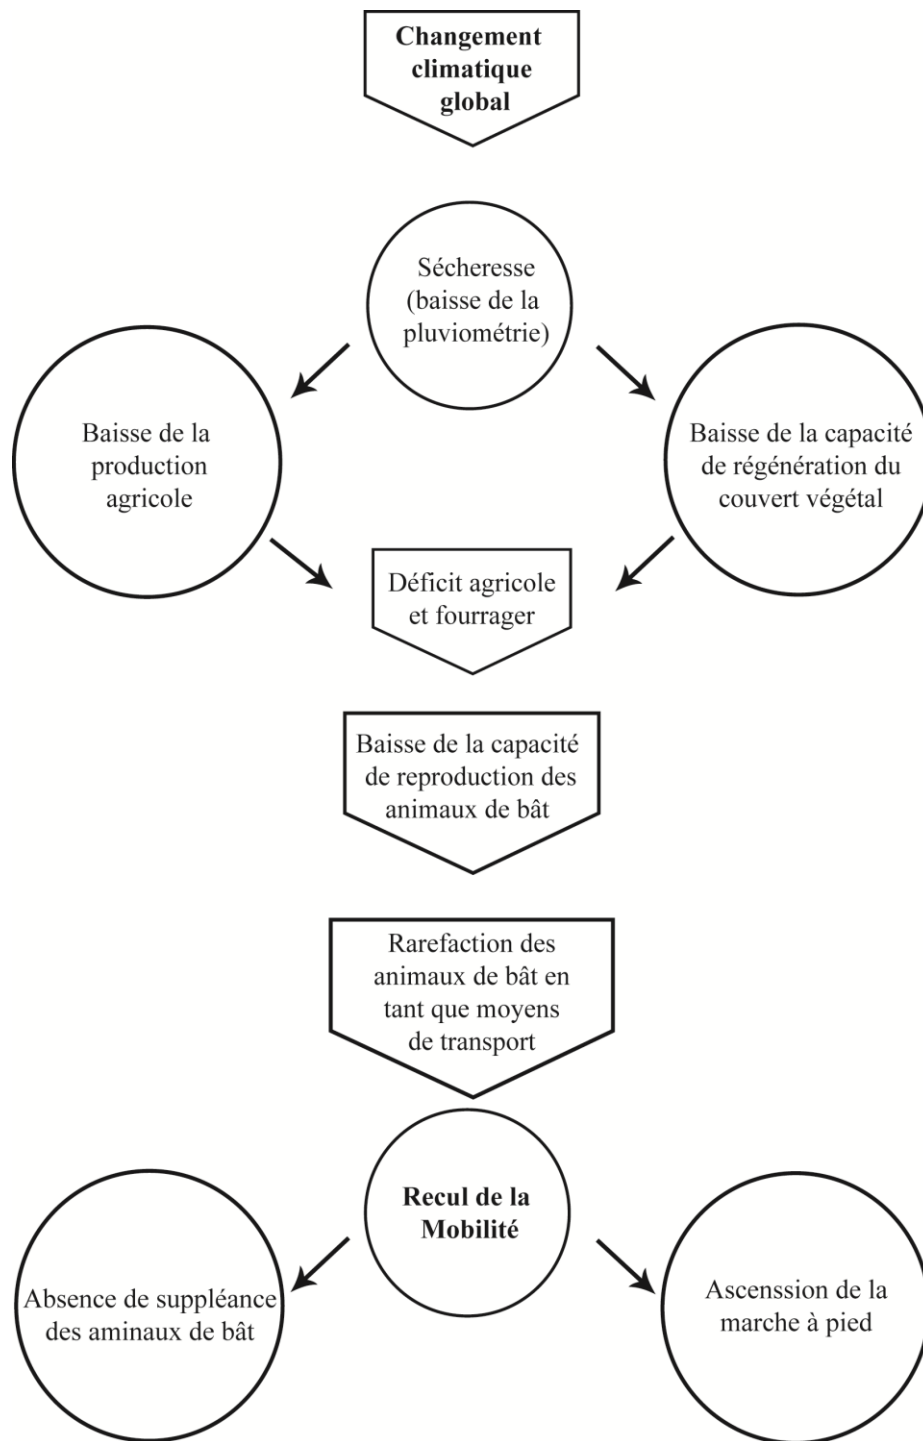 Changement
climatique
global
Sécheresse
(baisse de la
pluviométrie)
Baisse de la
production
agricole
Baisse de la capacité
de régénération du
couvert végétal
Déficit agricole
et fourrager
Baisse de la capacité
de reproduction des
animaux de bât
Rarefaction des
animaux de bât en
tant que moyens
de transport
Recul de la
Mobilité
Absence de suppléance
des aminaux de bât
Ascenssion de la
marche à pied